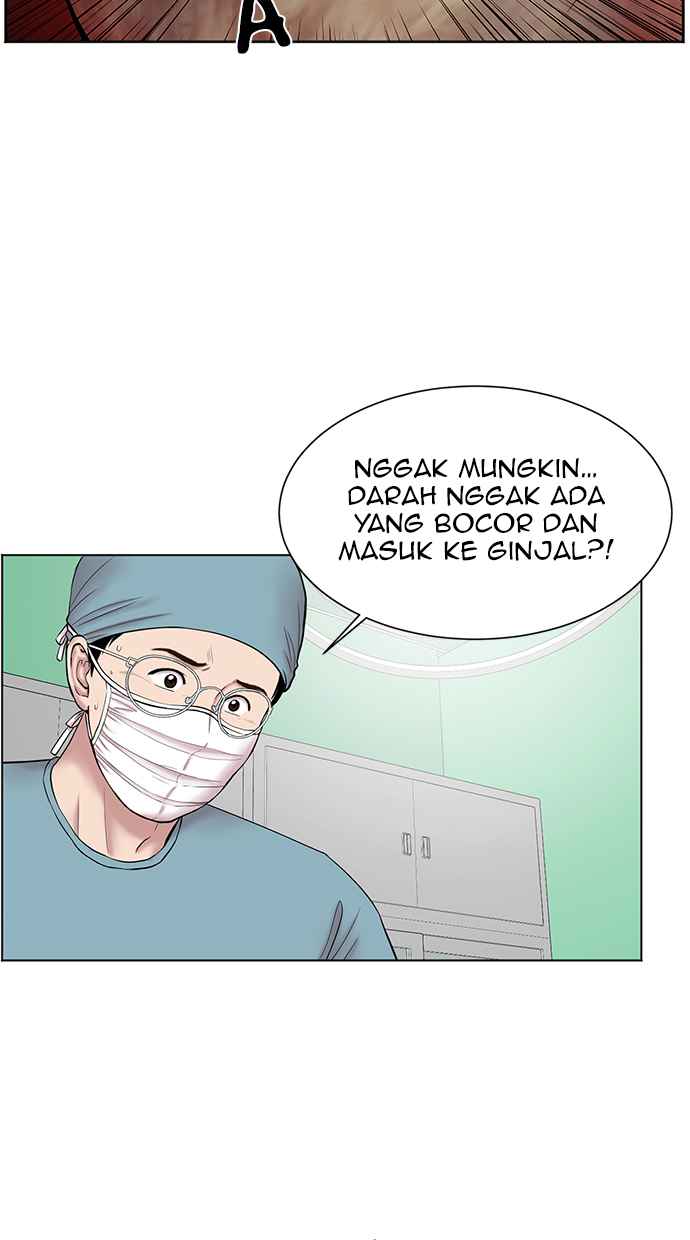 A
NGGAK MUNGKIN...
DARAH NGGAK ADA
YANG BOCOR DAN
MASUK KE GINJAL?!